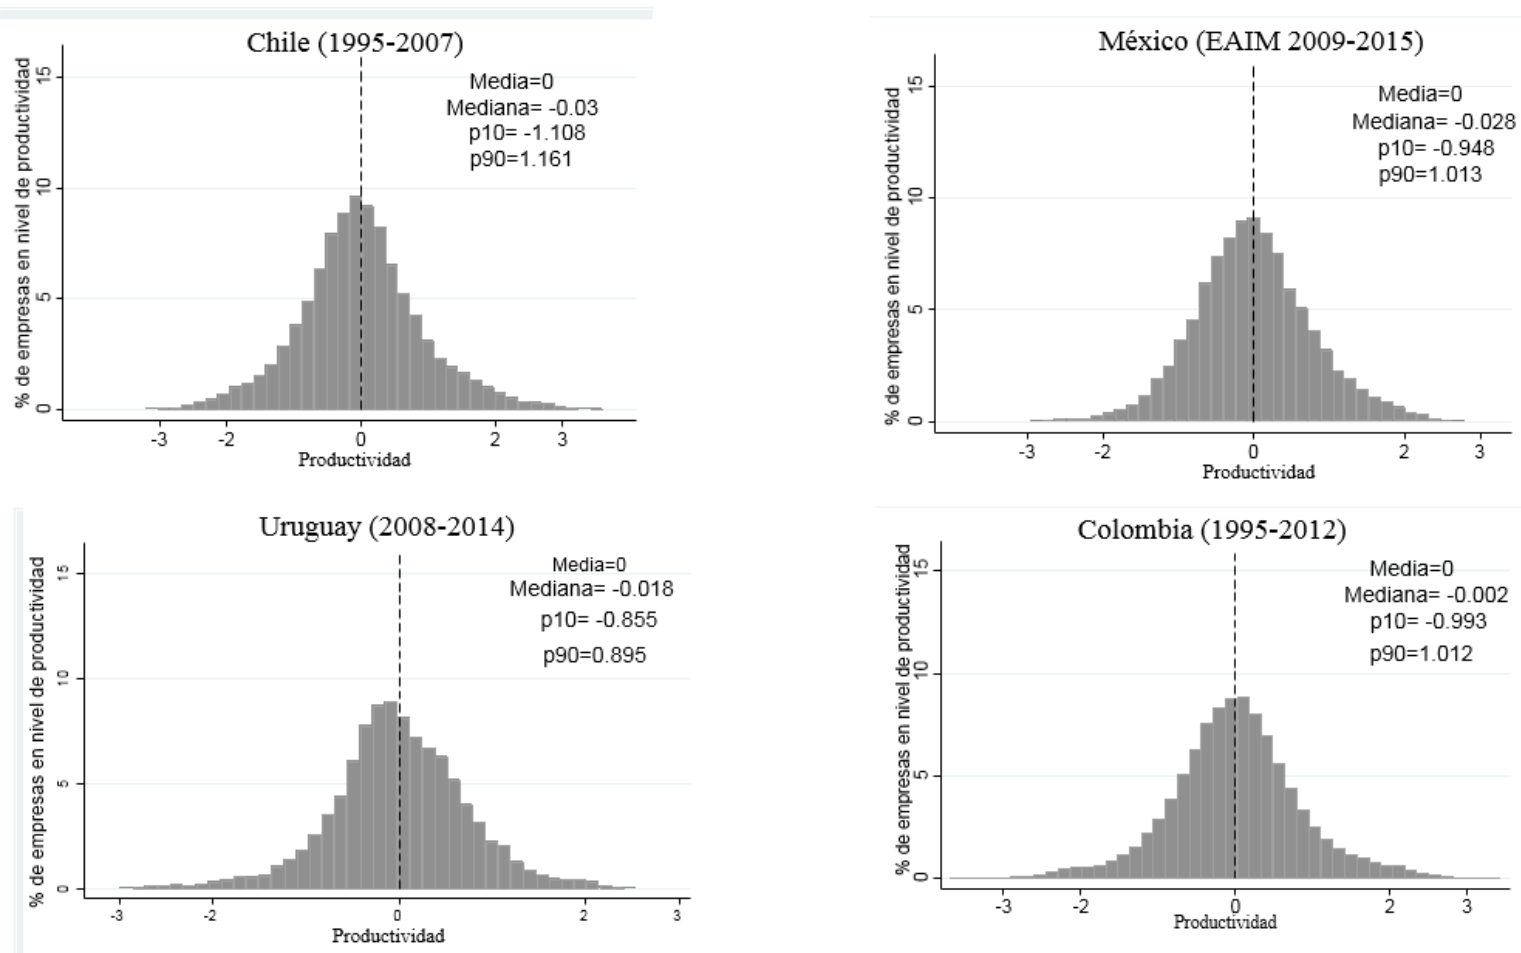 Chile (1995-2007)
Media=0
Mediana= -0.03
p10= -1.108
p90=1.161
% de empresas en nivel de productividad
15
10
5
0
-3 -2 0 2 3
Productividad
México (EAIM 2009-2015)
Media=0
Mediana= -0.028
p10= -0.948
p90=1.013
% de empresas en nivel de productividad
15
10
5
0
-3 -2 0 2 3
Productividad
Uruguay (2008-2014)
Media=0
Mediana= -0.018
p10= -0.855
p90=0.895
% de empresas en nivel de productividad
15
10
5
0
-3 -2 0 2 3
Productividad
Colombia (1995-2012)
Media=0
Mediana= -0.002
p10= -0.993
p90=1.012
% de empresas en nivel de productividad
15
10
5
0
-3 -2 0 2 3
Productividad